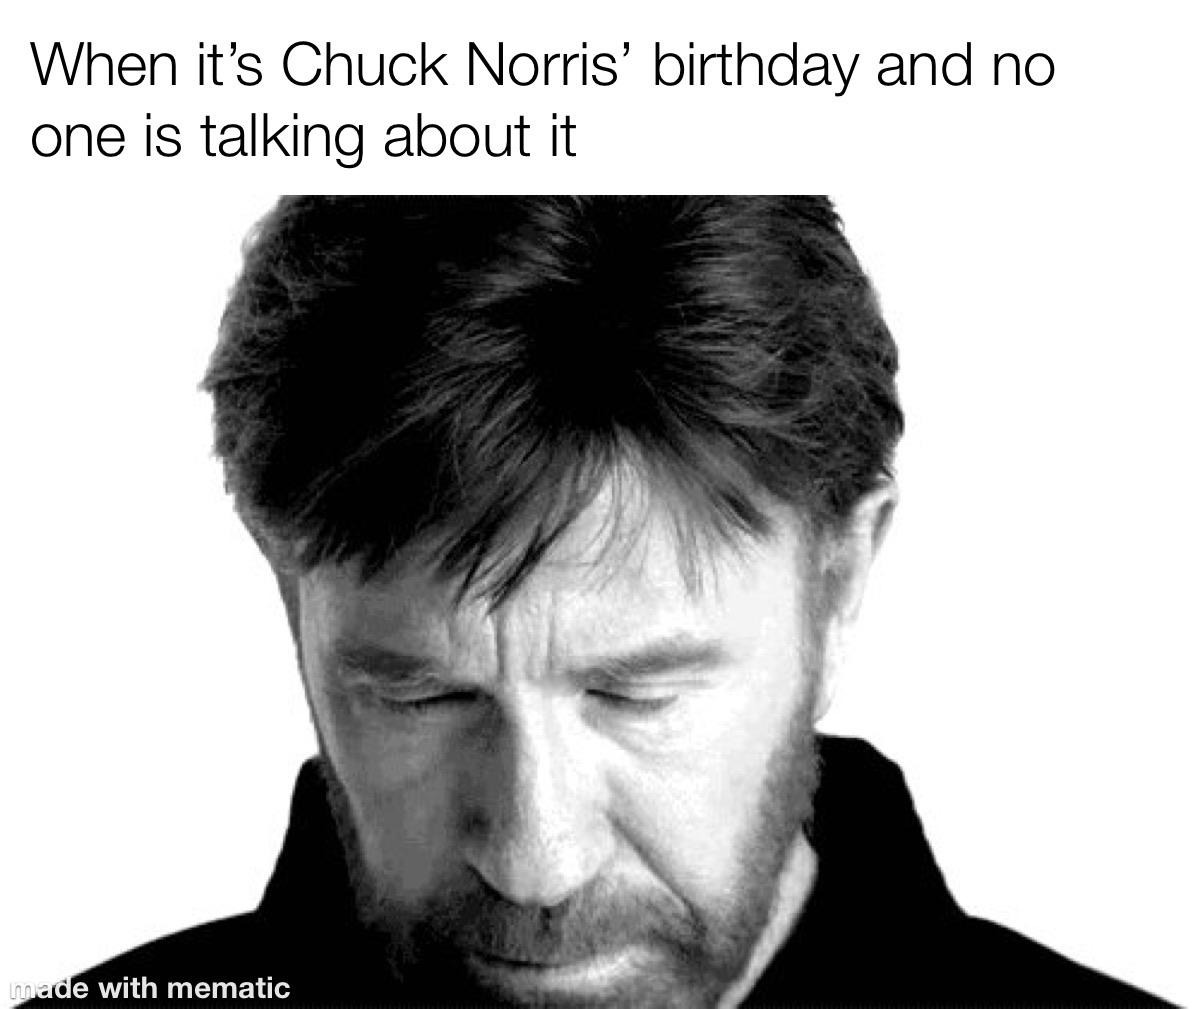 When it’s Chuck Norris’ birthday and no
one is talking about it
made with mematic